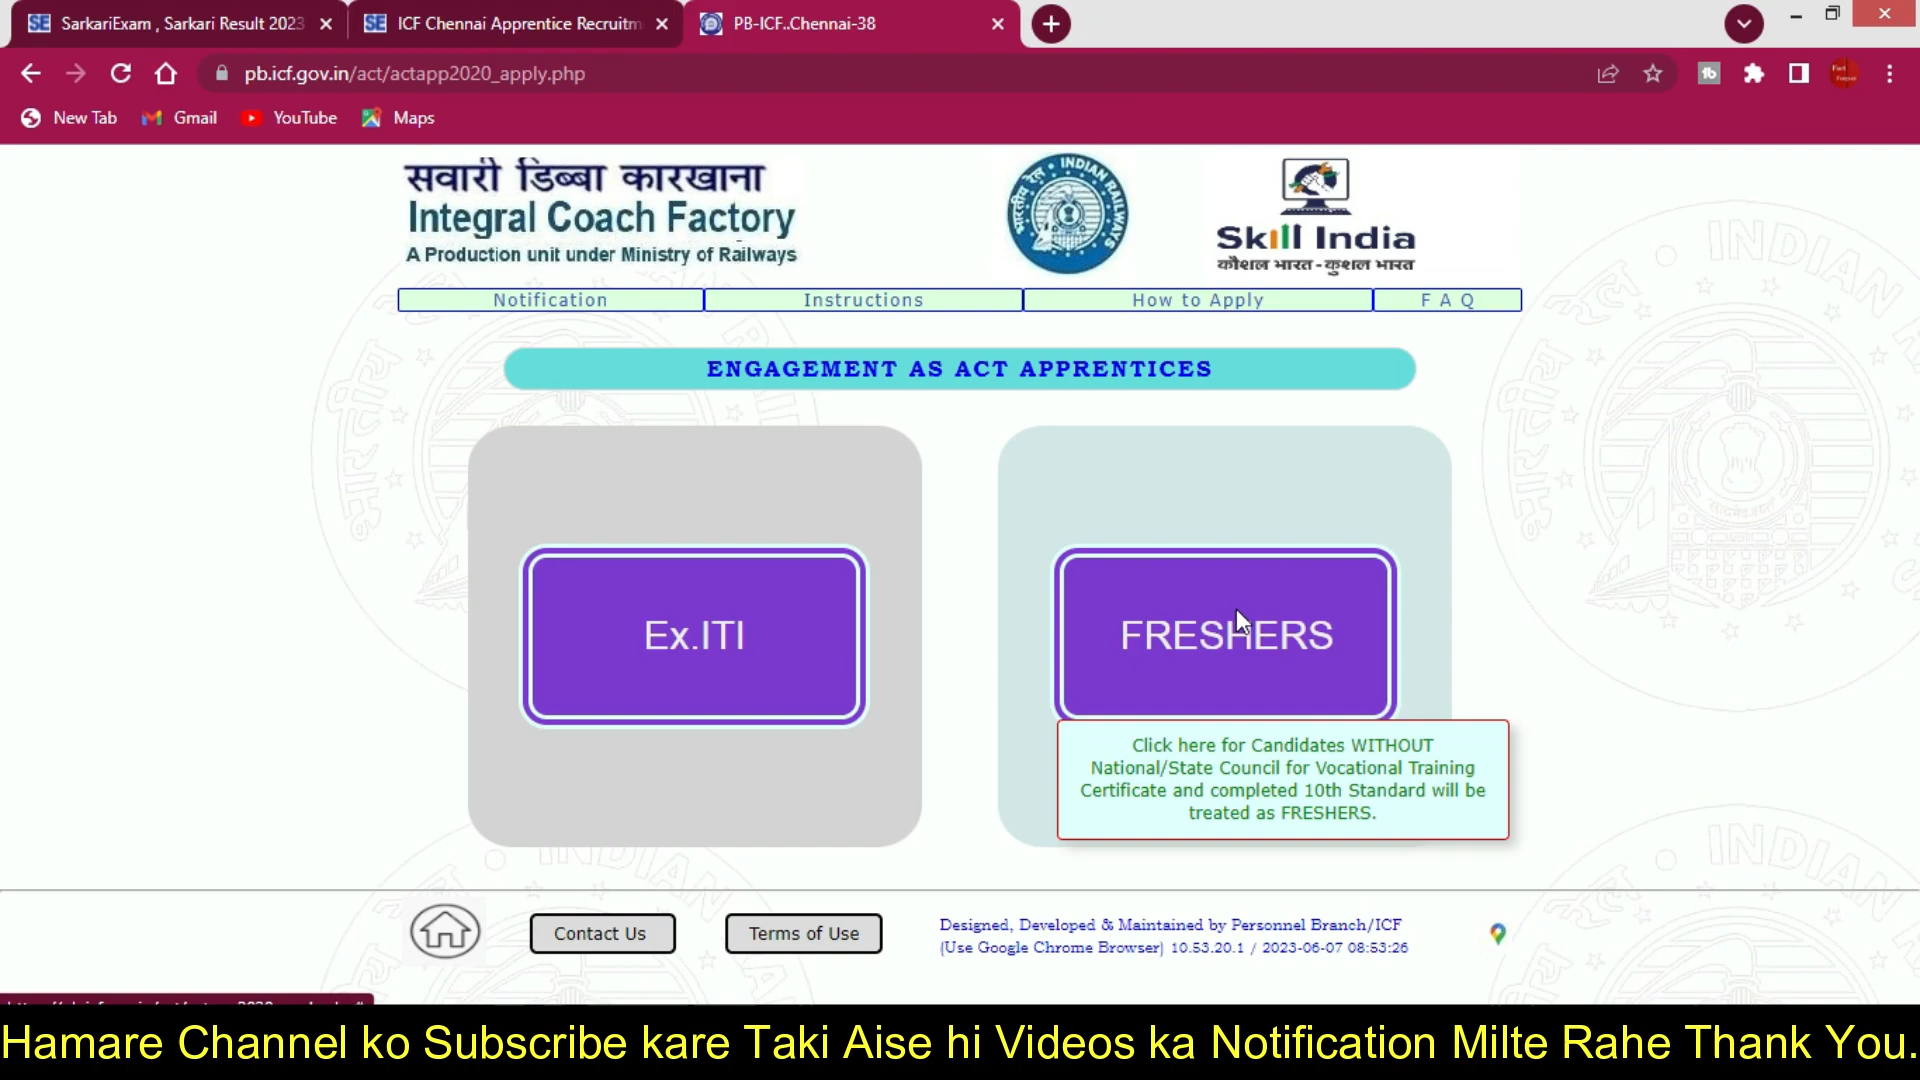 SarkariExam , Sarkari Result 2023
ICF Chennai Apprentice Recruitm
PB-ICF..Chennai-38
pb.icf.gov.in/act/actapp2020_apply.php
New Tab
Gmail
YouTube
Maps
सवारी डिब्बा कारखाना
Integral Coach Factory
A Production unit under Ministry of Railways
INDIAN RAILWAYS
भारतीय रेल
Skill India
कौशल भारत-कुशल भारत
Notification
Instructions
How to Apply
F A Q
ENGAGEMENT AS ACT APPRENTICES
Ex.ITI
FRESHERS
Click here for Candidates WITHOUT
National/State Council for Vocational Training
Certificate and completed 10th Standard will be
treated as FRESHERS.
Contact Us
Terms of Use
Designed, Developed & Maintained by Personnel Branch/ICF
(Use Google Chrome Browser) 10.53.20.1 / 2023-06-07 08:53:26
Hamare Channel ko Subscribe kare Taki Aise hi Videos ka Notification Milte Rahe Thank You.